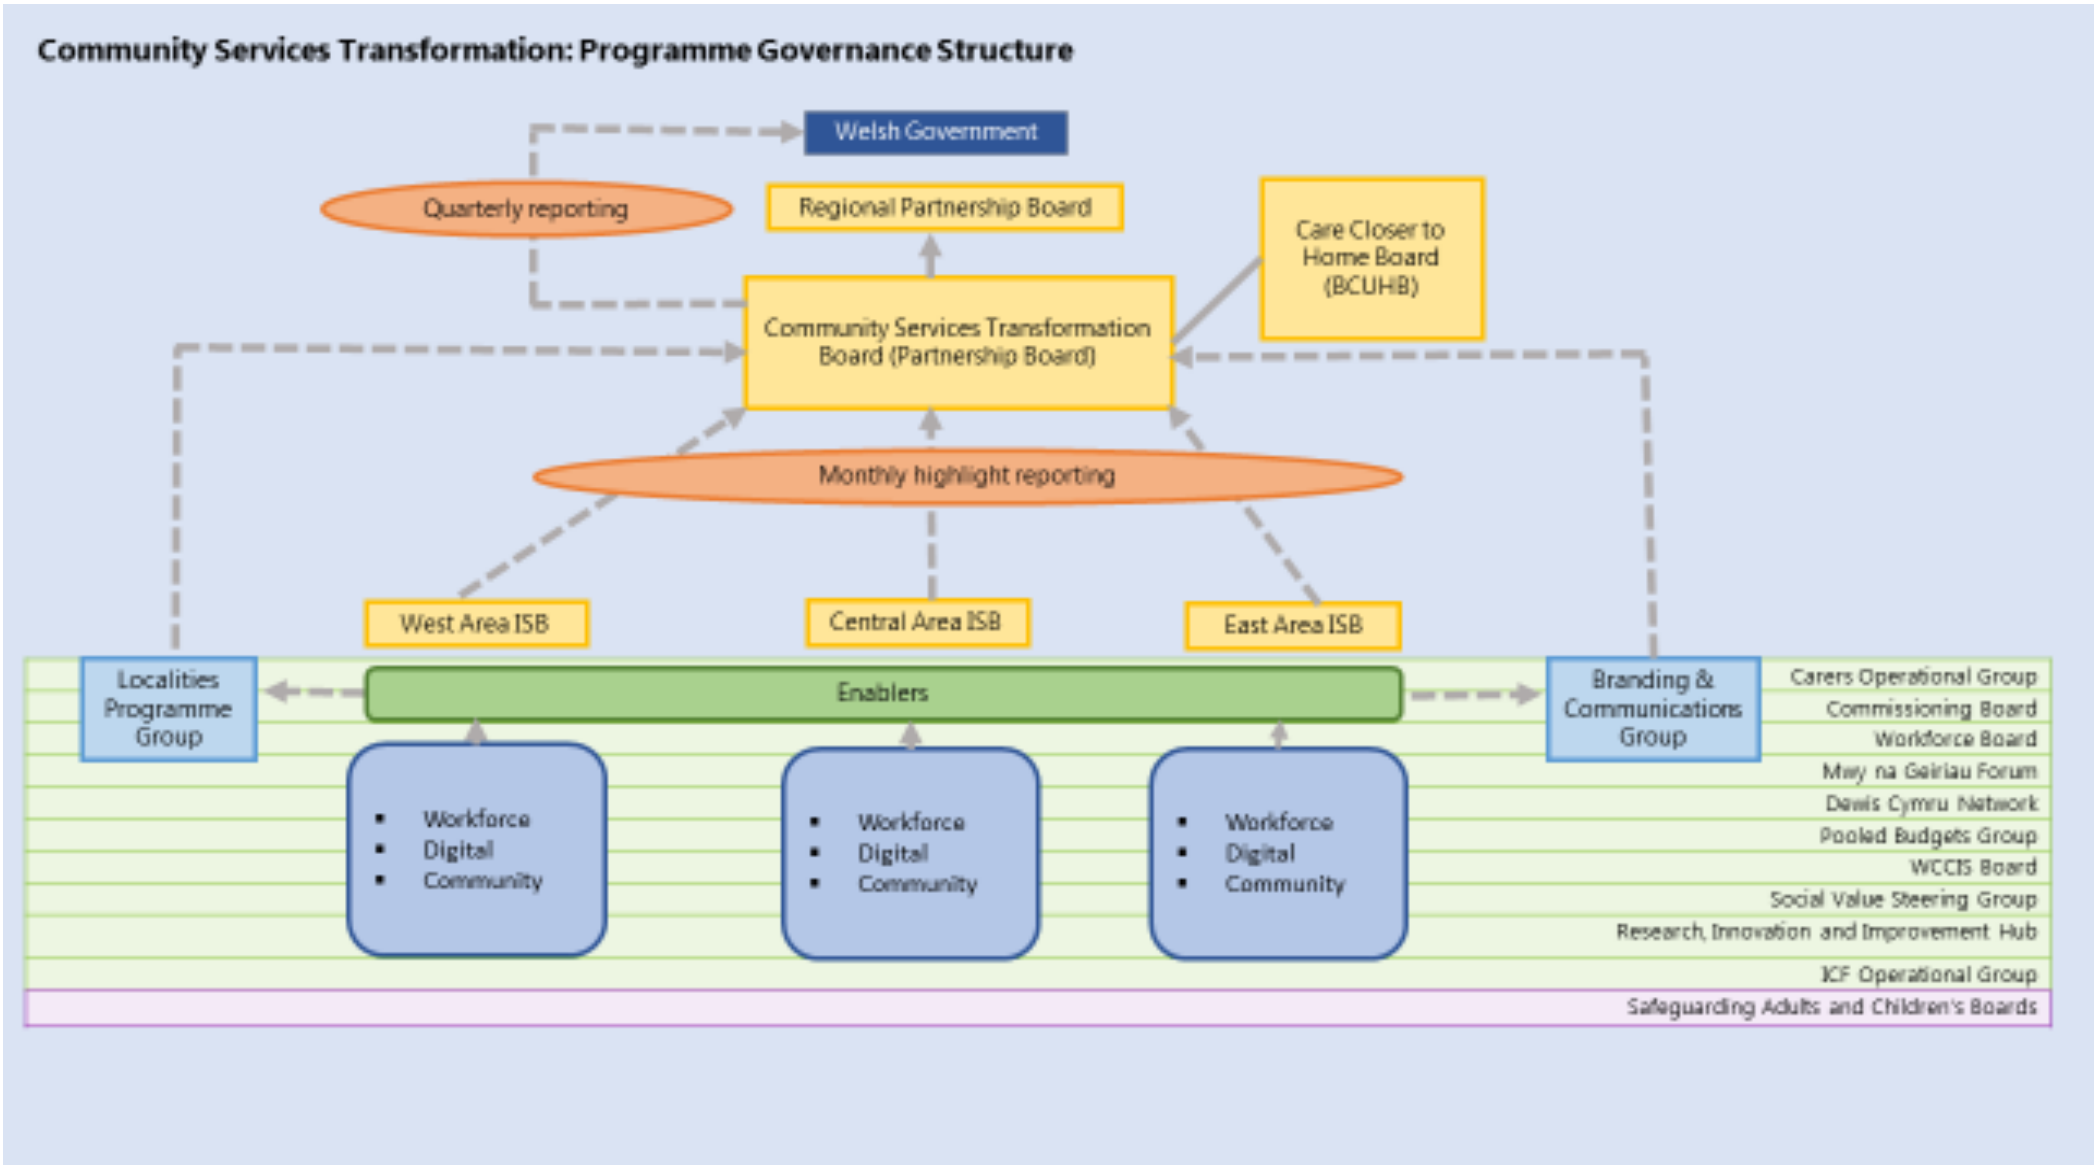 Community Services Transformation: Programme Governance Structure
Welsh Government
Quarterly reporting
Regional Partnership Board
Care Closer to
Home Board
(BCUHB)
Community Services Transformation
Board (Partnership Board)
Monthly highlight reporting
West Area ISB
Central Area ISB
East Area ISB
Localities
Programme
Group
Enablers
Branding &
Communications
Group
▪ Workforce
▪ Digital
▪ Community
▪ Workforce
▪ Digital
▪ Community
▪ Workforce
▪ Digital
▪ Community
Carers Operational Group
Commissioning Board
Workforce Board
Mwy na Geiriau Forum
Dewis Cymru Network
Pooled Budgets Group
WCCIS Board
Social Value Steering Group
Research, Innovation and Improvement Hub
ICF Operational Group
Safeguarding Adults and Children's Boards